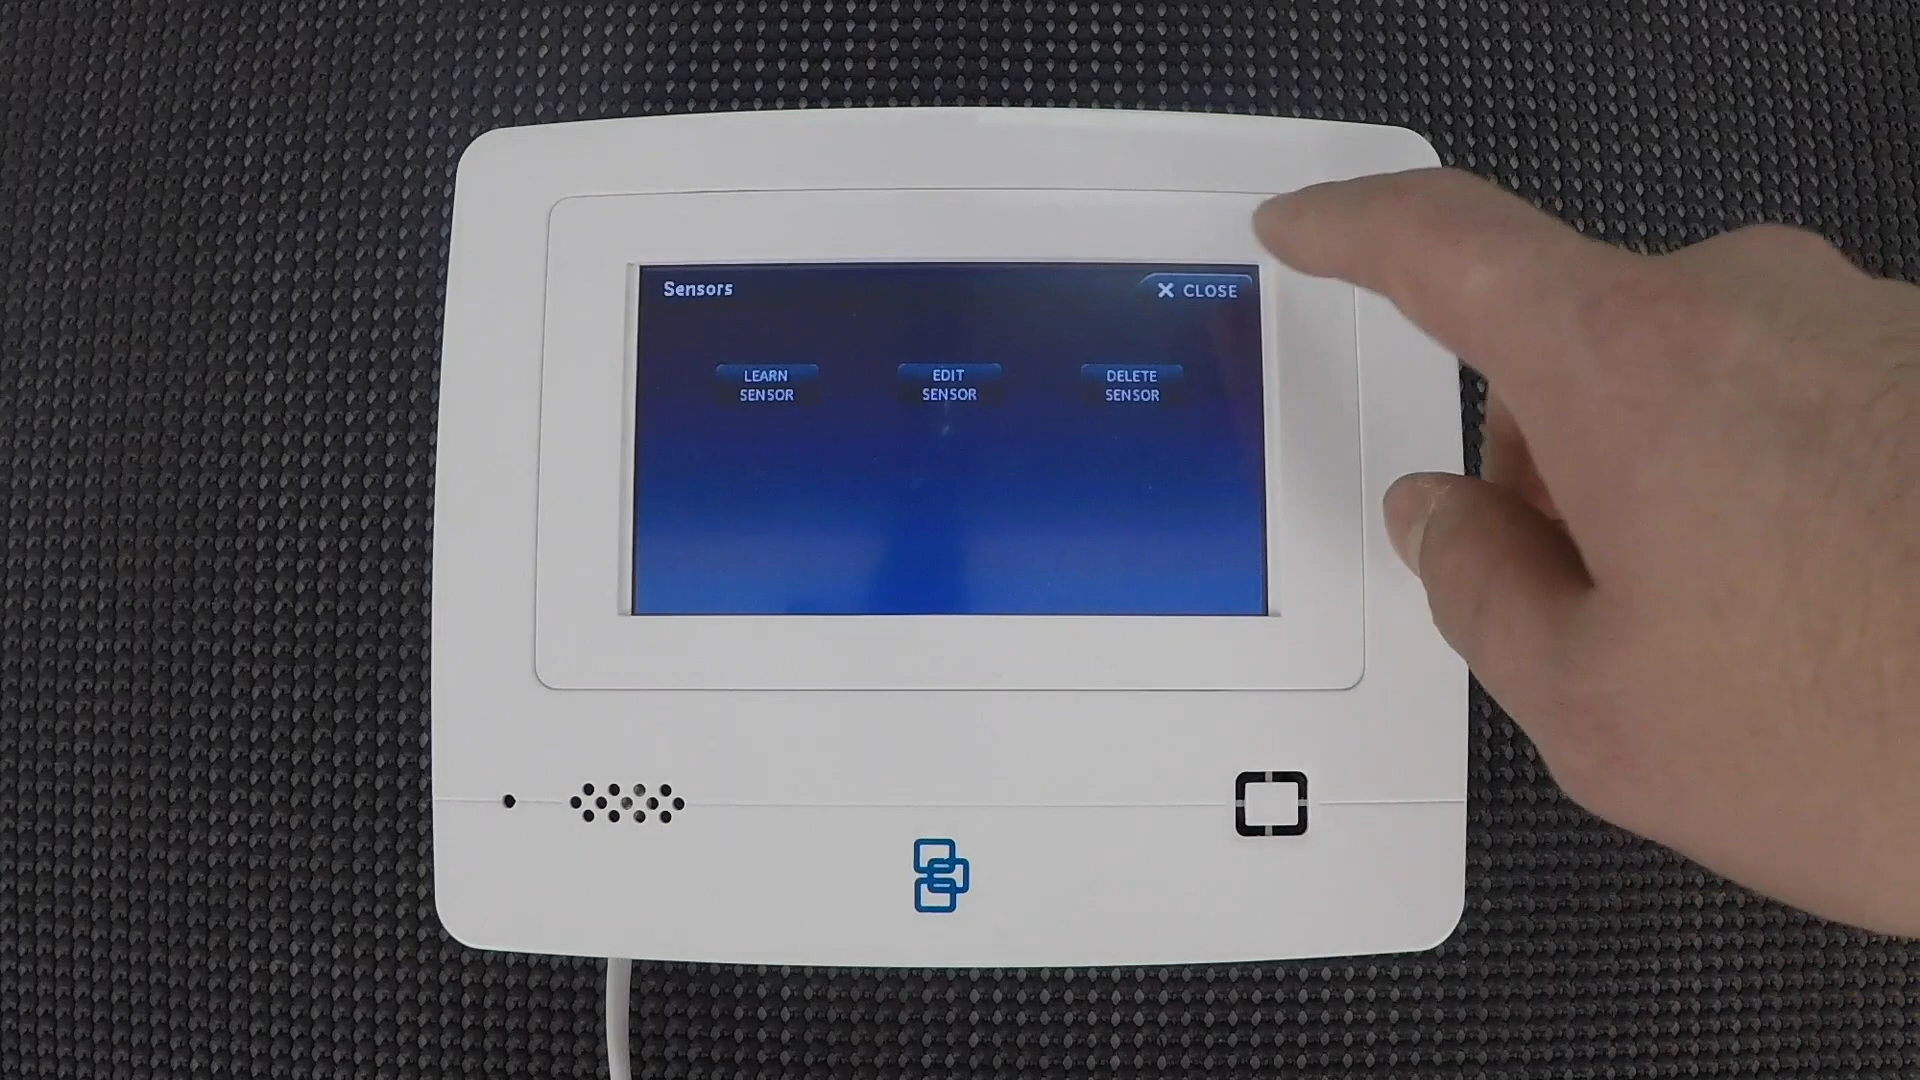 Sensors
X CLOSE
LEARN
SENSOR
EDIT
SENSOR
DELETE
SENSOR